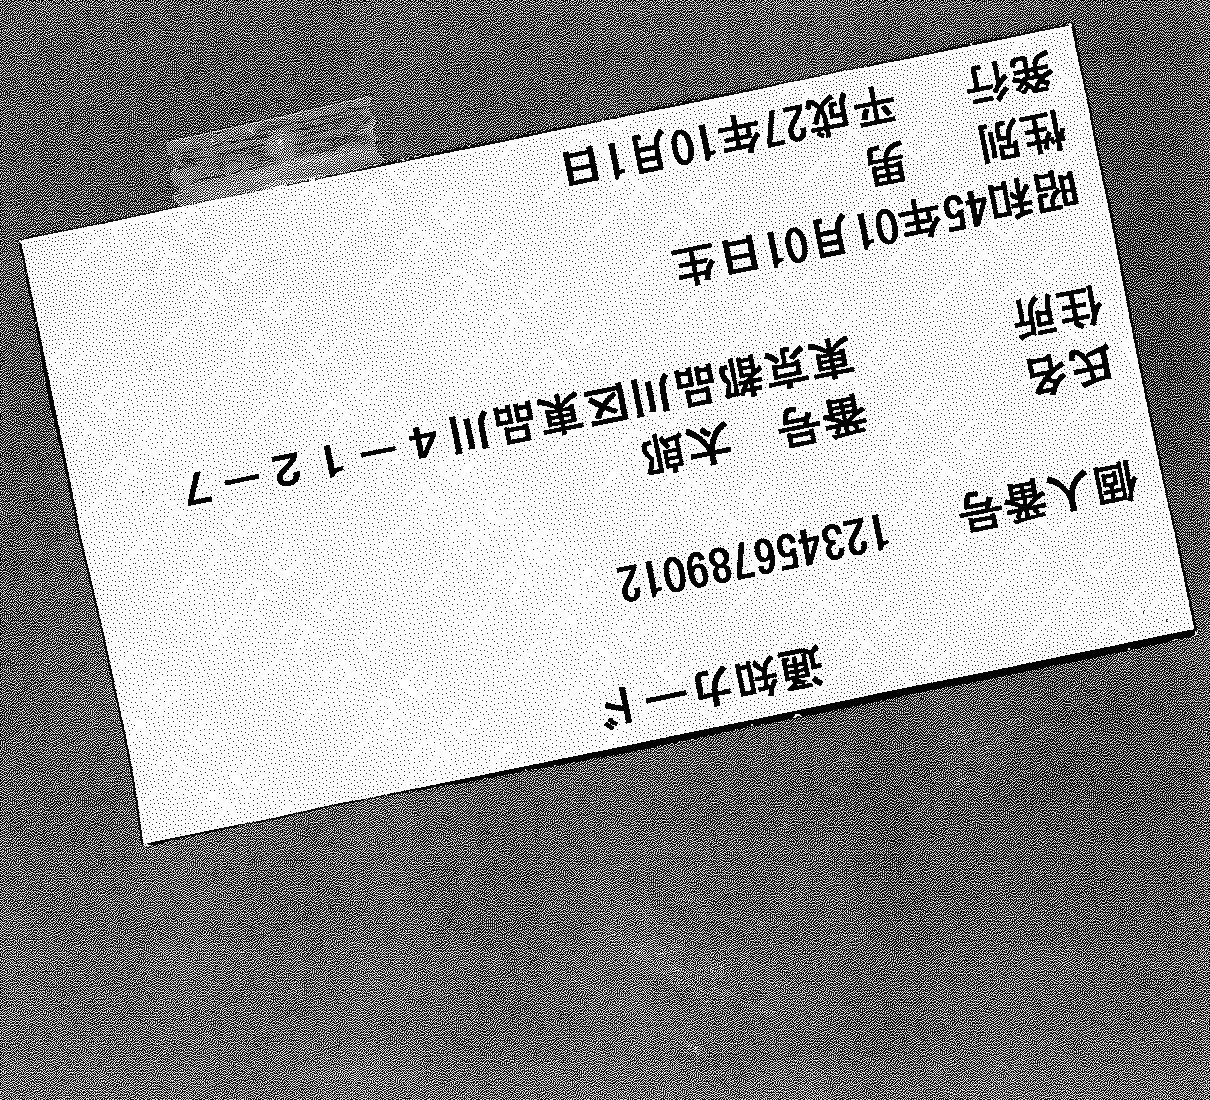 通知カード
個人番号 123456789012
氏名 番号 太郎
住所 東京都品川区東品川４－１２－７
昭和45年01月01日生
性別 男
発行 平成27年10月1日